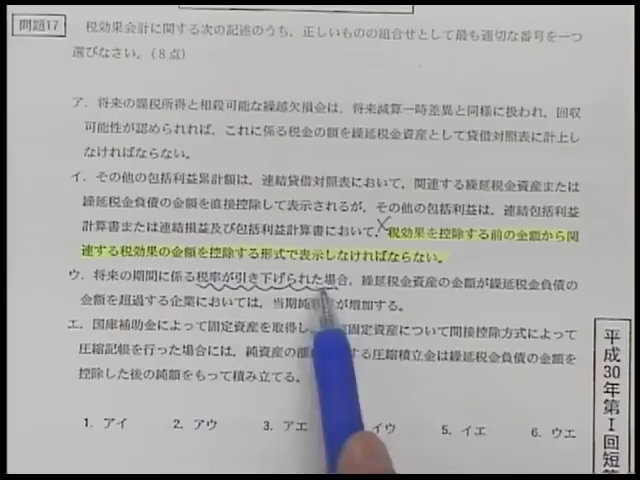 問題17 税効果会計に関する次の記述のうち、正しいものの組合せとして最も適切な番号を一つ
選びなさい。(8点)
ア. 将来の課税所得と相殺可能な繰越欠損金は、将来減算一時差異と同様に扱われ、回収
可能性が認められれば、これに係る税金の額を繰延税金資産として貸借対照表に計上し
なければならない。
イ. その他の包括利益累計額は、連結貸借対照表において、関連する繰延税金資産または
繰延税金負債の金額を直接控除して表示されるが、その他の包括利益は、連結包括利益
計算書または連結損益及び包括利益計算書において、税効果を控除する前の金額から関
連する税効果の金額を控除する形式で表示しなければならない。
ウ. 将来の期間に係る税率が引き下げられた場合、繰延税金資産の金額が繰延税金負債の
金額を超過する企業においては、当期純 が増加する。
エ. 国庫補助金によって固定資産を取得し、 固定資産について間接控除方式によって
圧縮記帳を行った場合には、純資産の部 する圧縮積立金は繰延税金負債の金額を
控除した後の純額をもって積み立てる。
1. アイ 2. アウ 3. アエ イウ 5. イエ 6. ウエ
平成30年第Ⅰ回短